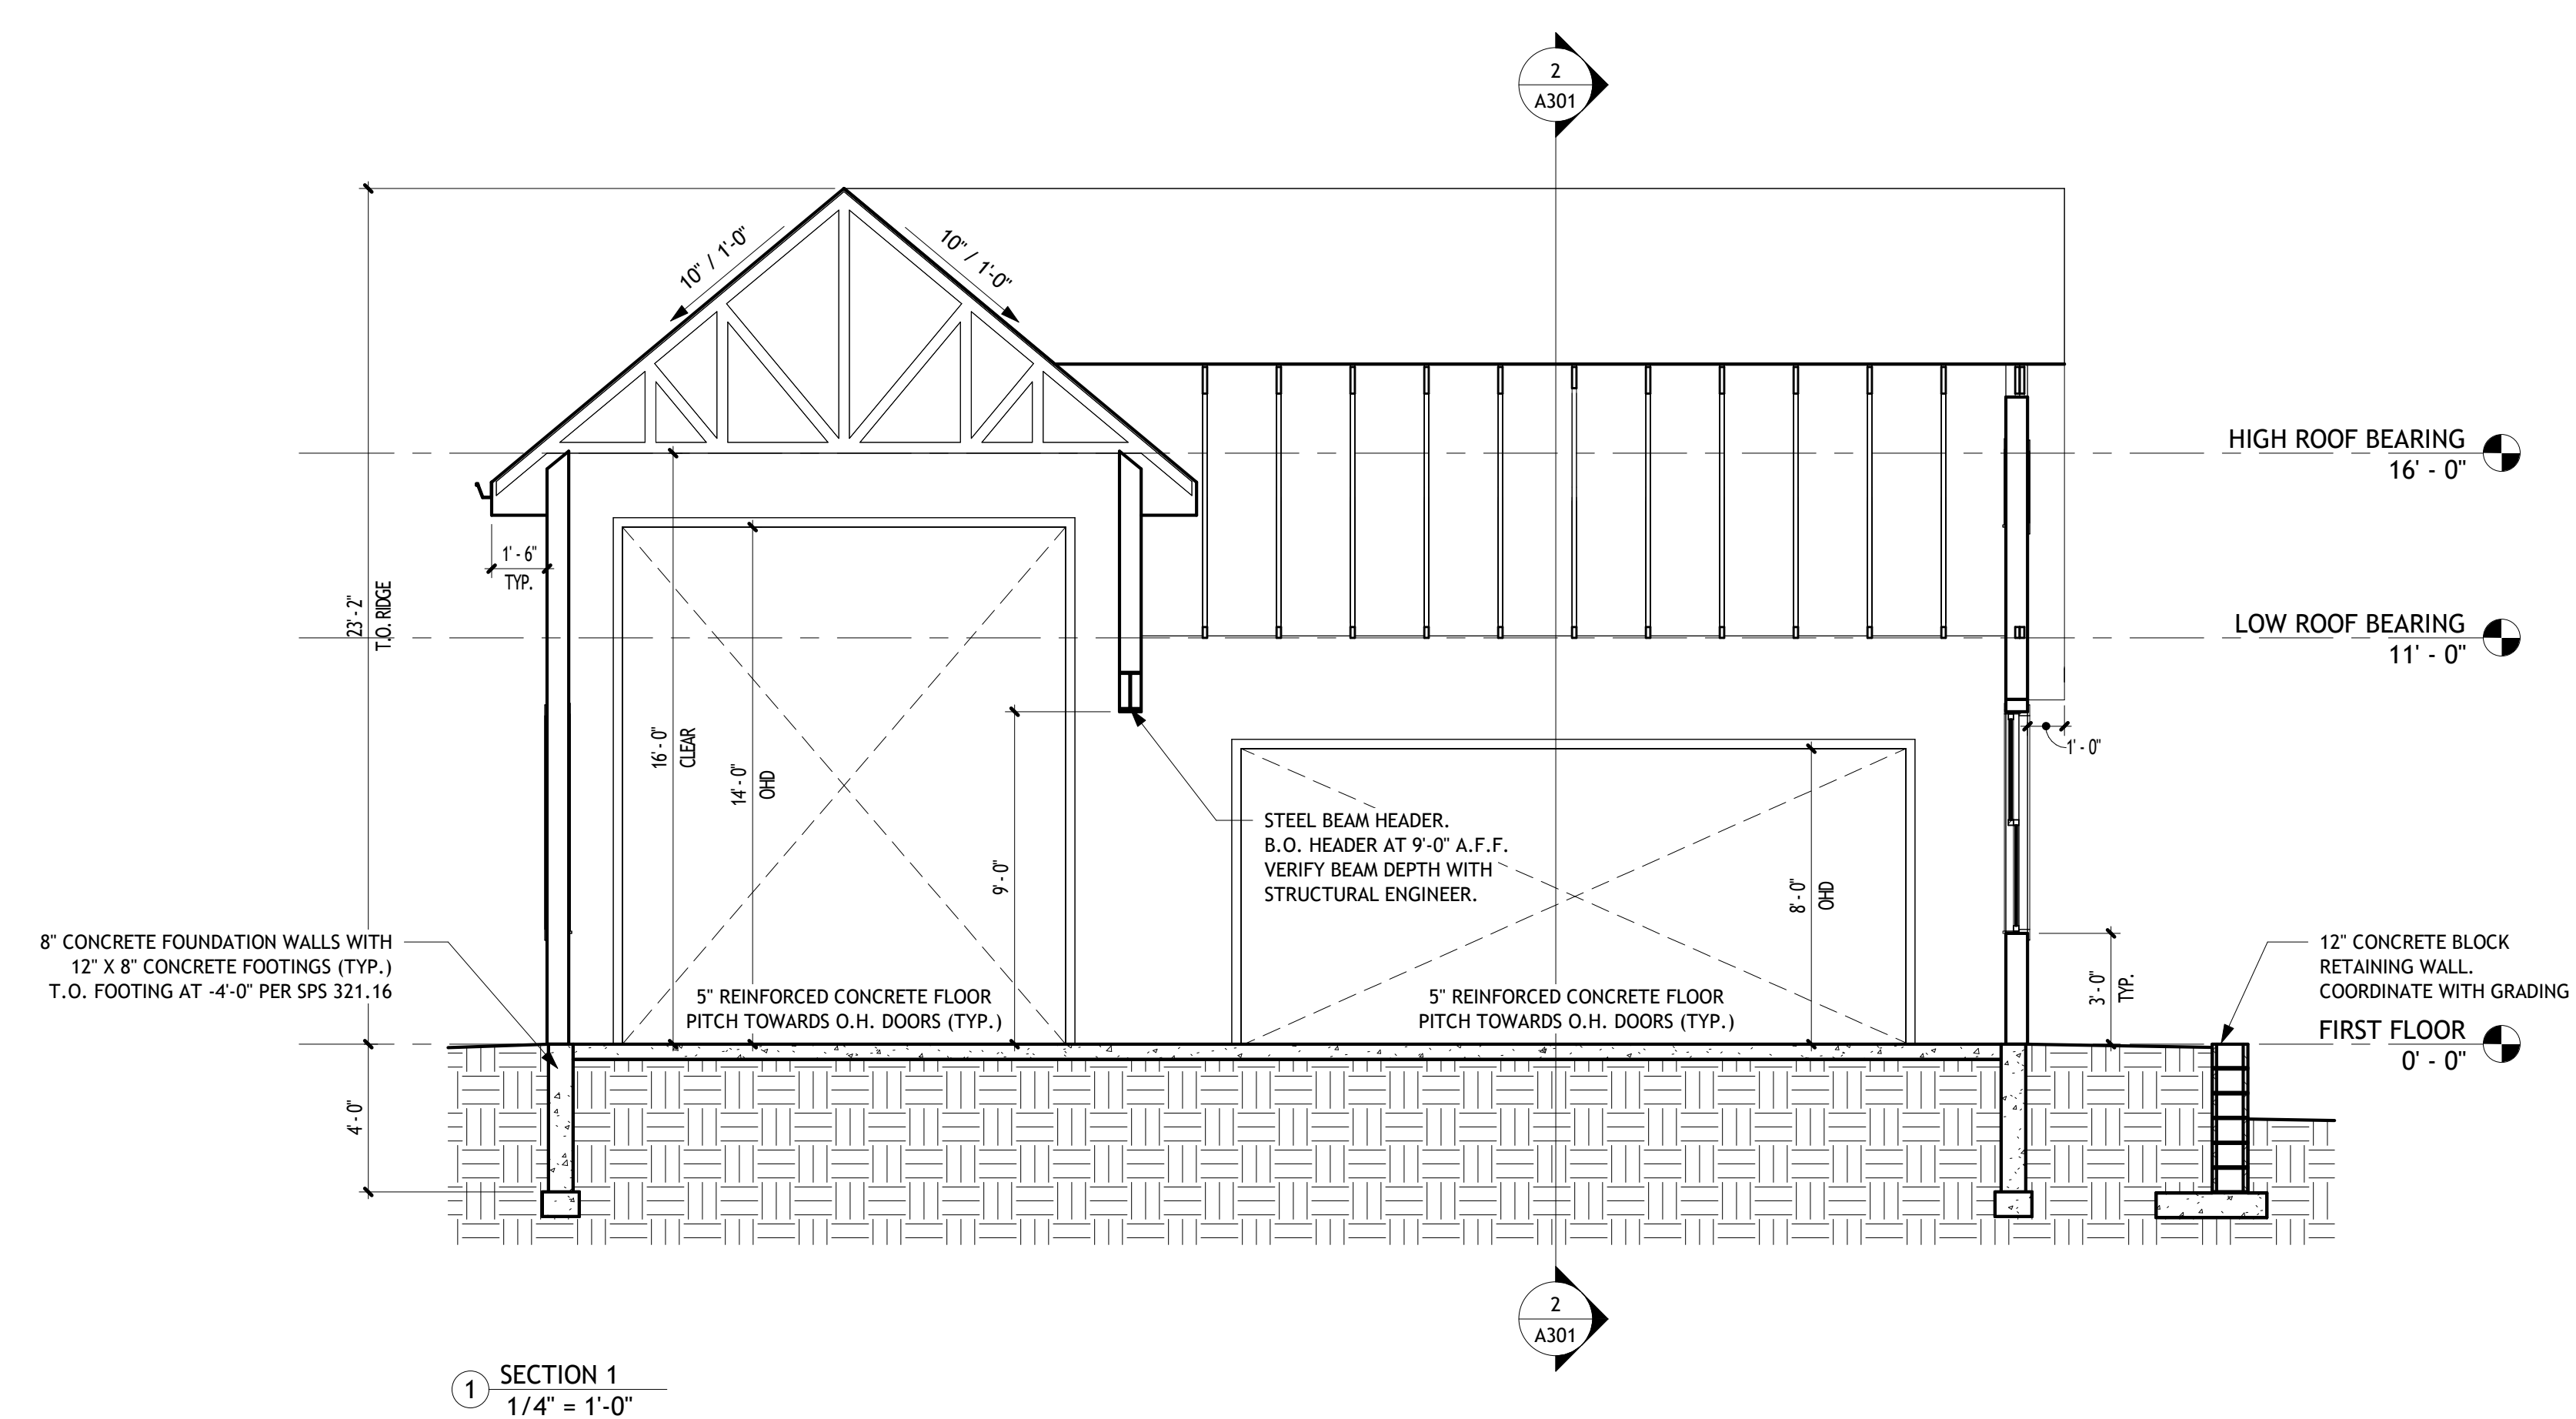 2
A301
10" / 1'-0"
10" / 1'-0"
HIGH ROOF BEARING
16' - 0"
1' - 6"
TYP.
23' - 2"
T.O. RIDGE
LOW ROOF BEARING
11' - 0"
16' - 0"
CLEAR
14' - 0"
OHD
9' - 0"
1' - 0"
STEEL BEAM HEADER.
B.O. HEADER AT 9'-0" A.F.F.
VERIFY BEAM DEPTH WITH
STRUCTURAL ENGINEER.
8' - 0"
OHD
8" CONCRETE FOUNDATION WALLS WITH
12" X 8" CONCRETE FOOTINGS (TYP.)
T.O. FOOTING AT -4'-0" PER SPS 321.16
5" REINFORCED CONCRETE FLOOR
PITCH TOWARDS O.H. DOORS (TYP.)
5" REINFORCED CONCRETE FLOOR
PITCH TOWARDS O.H. DOORS (TYP.)
3' - 0"
TYP.
12" CONCRETE BLOCK
RETAINING WALL.
COORDINATE WITH GRADING
FIRST FLOOR
0' - 0"
4' - 0"
2
A301
1
SECTION 1
1/4" = 1'-0"